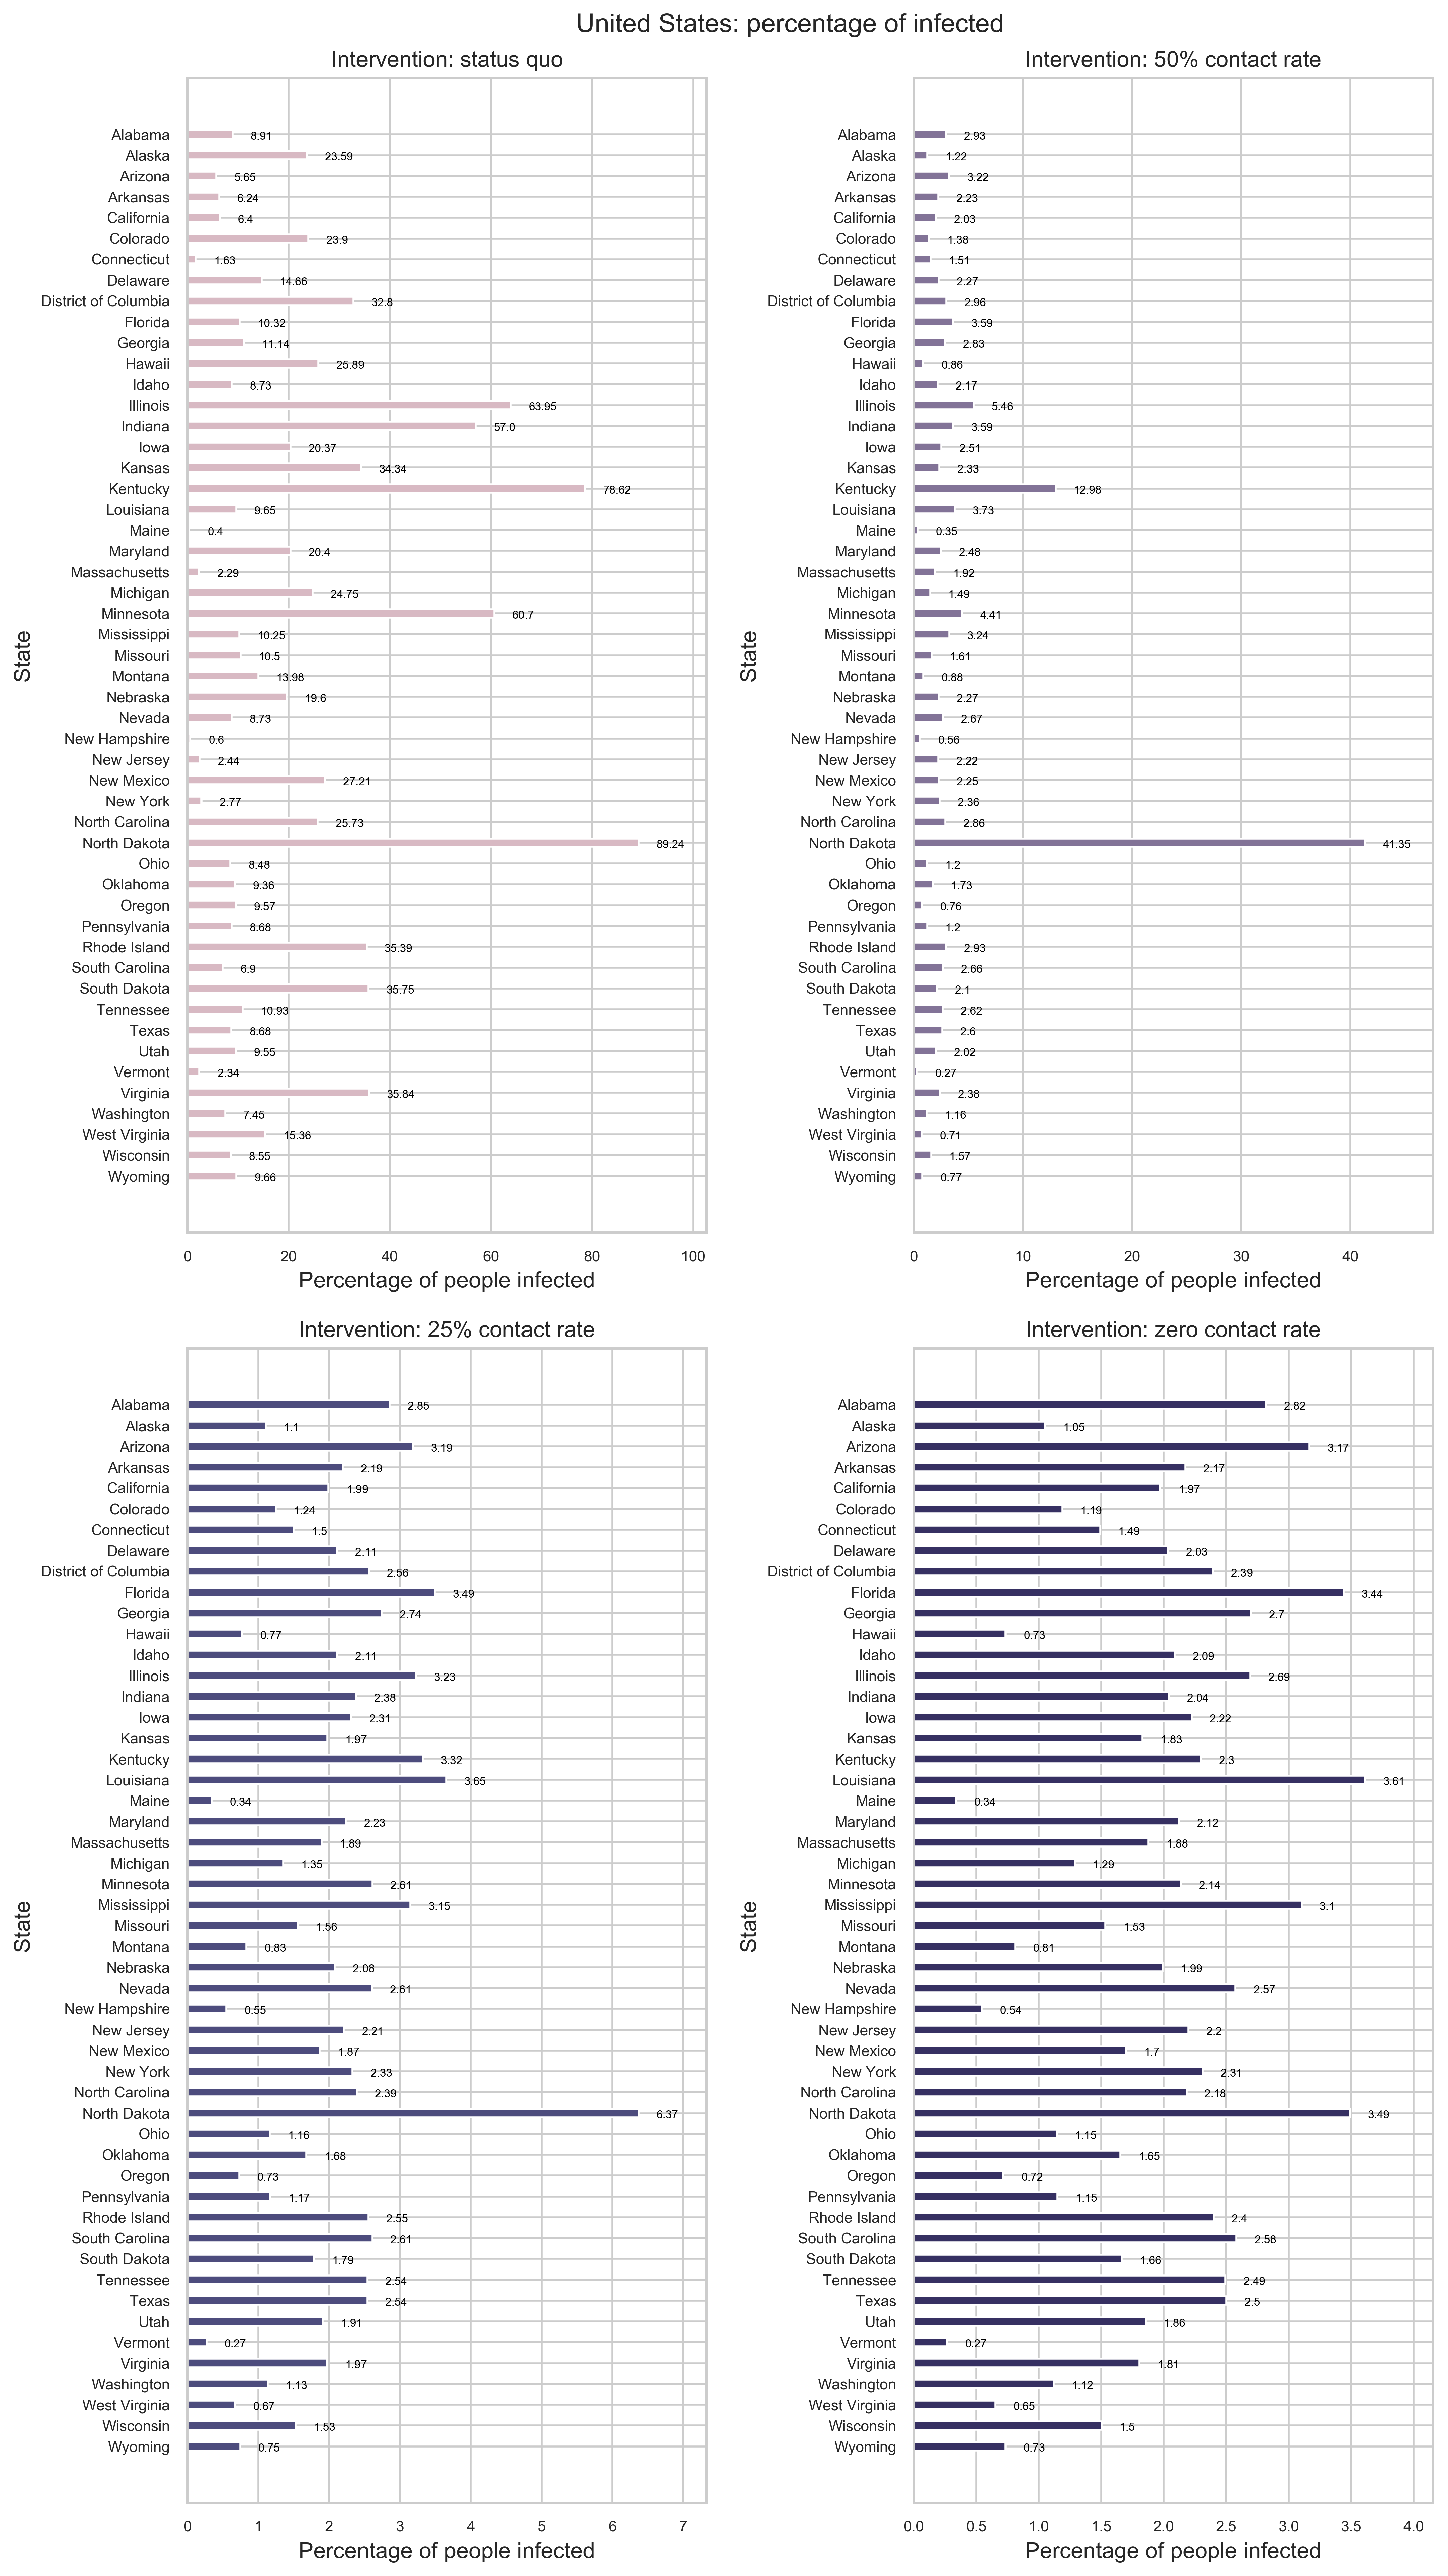 United States: percentage of infected
Intervention: status quo
Alabama 8.91
Alaska 23.59
Arizona 5.65
Arkansas 6.24
California 6.4
Colorado 23.9
Connecticut 1.63
Delaware 14.66
District of Columbia 32.8
Florida 10.32
Georgia 11.14
Hawaii 25.89
Idaho 8.73
Illinois 63.95
Indiana 57.0
Iowa 20.37
Kansas 34.34
Kentucky 78.62
Louisiana 9.65
Maine 0.4
Maryland 20.4
Massachusetts 2.29
Michigan 24.75
Minnesota 60.7
Mississippi 10.25
Missouri 10.5
Montana 13.98
Nebraska 19.6
Nevada 8.73
New Hampshire 0.6
New Jersey 2.44
New Mexico 27.21
New York 2.77
North Carolina 25.73
North Dakota 89.24
Ohio 8.48
Oklahoma 9.36
Oregon 9.57
Pennsylvania 8.68
Rhode Island 35.39
South Carolina 6.9
South Dakota 35.75
Tennessee 10.93
Texas 8.68
Utah 9.55
Vermont 2.34
Virginia 35.84
Washington 7.45
West Virginia 15.36
Wisconsin 8.55
Wyoming 9.66
State
0 20 40 60 80 100
Percentage of people infected
Intervention: 50% contact rate
Alabama 2.93
Alaska 1.22
Arizona 3.22
Arkansas 2.23
California 2.03
Colorado 1.38
Connecticut 1.51
Delaware 2.27
District of Columbia 2.96
Florida 3.59
Georgia 2.83
Hawaii 0.86
Idaho 2.17
Illinois 5.46
Indiana 3.59
Iowa 2.51
Kansas 2.33
Kentucky 12.98
Louisiana 3.73
Maine 0.35
Maryland 2.48
Massachusetts 1.92
Michigan 1.49
Minnesota 4.41
Mississippi 3.24
Missouri 1.61
Montana 0.88
Nebraska 2.27
Nevada 2.67
New Hampshire 0.56
New Jersey 2.22
New Mexico 2.25
New York 2.36
North Carolina 2.86
North Dakota 41.35
Ohio 1.2
Oklahoma 1.73
Oregon 0.76
Pennsylvania 1.2
Rhode Island 2.93
South Carolina 2.66
South Dakota 2.1
Tennessee 2.62
Texas 2.6
Utah 2.02
Vermont 0.27
Virginia 2.38
Washington 1.16
West Virginia 0.71
Wisconsin 1.57
Wyoming 0.77
State
0 10 20 30 40
Percentage of people infected
Intervention: 25% contact rate
Alabama 2.85
Alaska 1.1
Arizona 3.19
Arkansas 2.19
California 1.99
Colorado 1.24
Connecticut 1.5
Delaware 2.11
District of Columbia 2.56
Florida 3.49
Georgia 2.74
Hawaii 0.77
Idaho 2.11
Illinois 3.23
Indiana 2.38
Iowa 2.31
Kansas 1.97
Kentucky 3.32
Louisiana 3.65
Maine 0.34
Maryland 2.23
Massachusetts 1.89
Michigan 1.35
Minnesota 2.61
Mississippi 3.15
Missouri 1.56
Montana 0.83
Nebraska 2.08
Nevada 2.61
New Hampshire 0.55
New Jersey 2.21
New Mexico 1.87
New York 2.33
North Carolina 2.39
North Dakota 6.37
Ohio 1.16
Oklahoma 1.68
Oregon 0.73
Pennsylvania 1.17
Rhode Island 2.55
South Carolina 2.61
South Dakota 1.79
Tennessee 2.54
Texas 2.54
Utah 1.91
Vermont 0.27
Virginia 1.97
Washington 1.13
West Virginia 0.67
Wisconsin 1.53
Wyoming 0.75
State
0 1 2 3 4 5 6 7
Percentage of people infected
Intervention: zero contact rate
Alabama 2.82
Alaska 1.05
Arizona 3.17
Arkansas 2.17
California 1.97
Colorado 1.19
Connecticut 1.49
Delaware 2.03
District of Columbia 2.39
Florida 3.44
Georgia 2.7
Hawaii 0.73
Idaho 2.09
Illinois 2.69
Indiana 2.04
Iowa 2.22
Kansas 1.83
Kentucky 2.3
Louisiana 3.61
Maine 0.34
Maryland 2.12
Massachusetts 1.88
Michigan 1.29
Minnesota 2.14
Mississippi 3.1
Missouri 1.53
Montana 0.81
Nebraska 1.99
Nevada 2.57
New Hampshire 0.54
New Jersey 2.2
New Mexico 1.7
New York 2.31
North Carolina 2.18
North Dakota 3.49
Ohio 1.15
Oklahoma 1.65
Oregon 0.72
Pennsylvania 1.15
Rhode Island 2.4
South Carolina 2.58
South Dakota 1.66
Tennessee 2.49
Texas 2.5
Utah 1.86
Vermont 0.27
Virginia 1.81
Washington 1.12
West Virginia 0.65
Wisconsin 1.5
Wyoming 0.73
State
0.0 0.5 1.0 1.5 2.0 2.5 3.0 3.5 4.0
Percentage of people infected